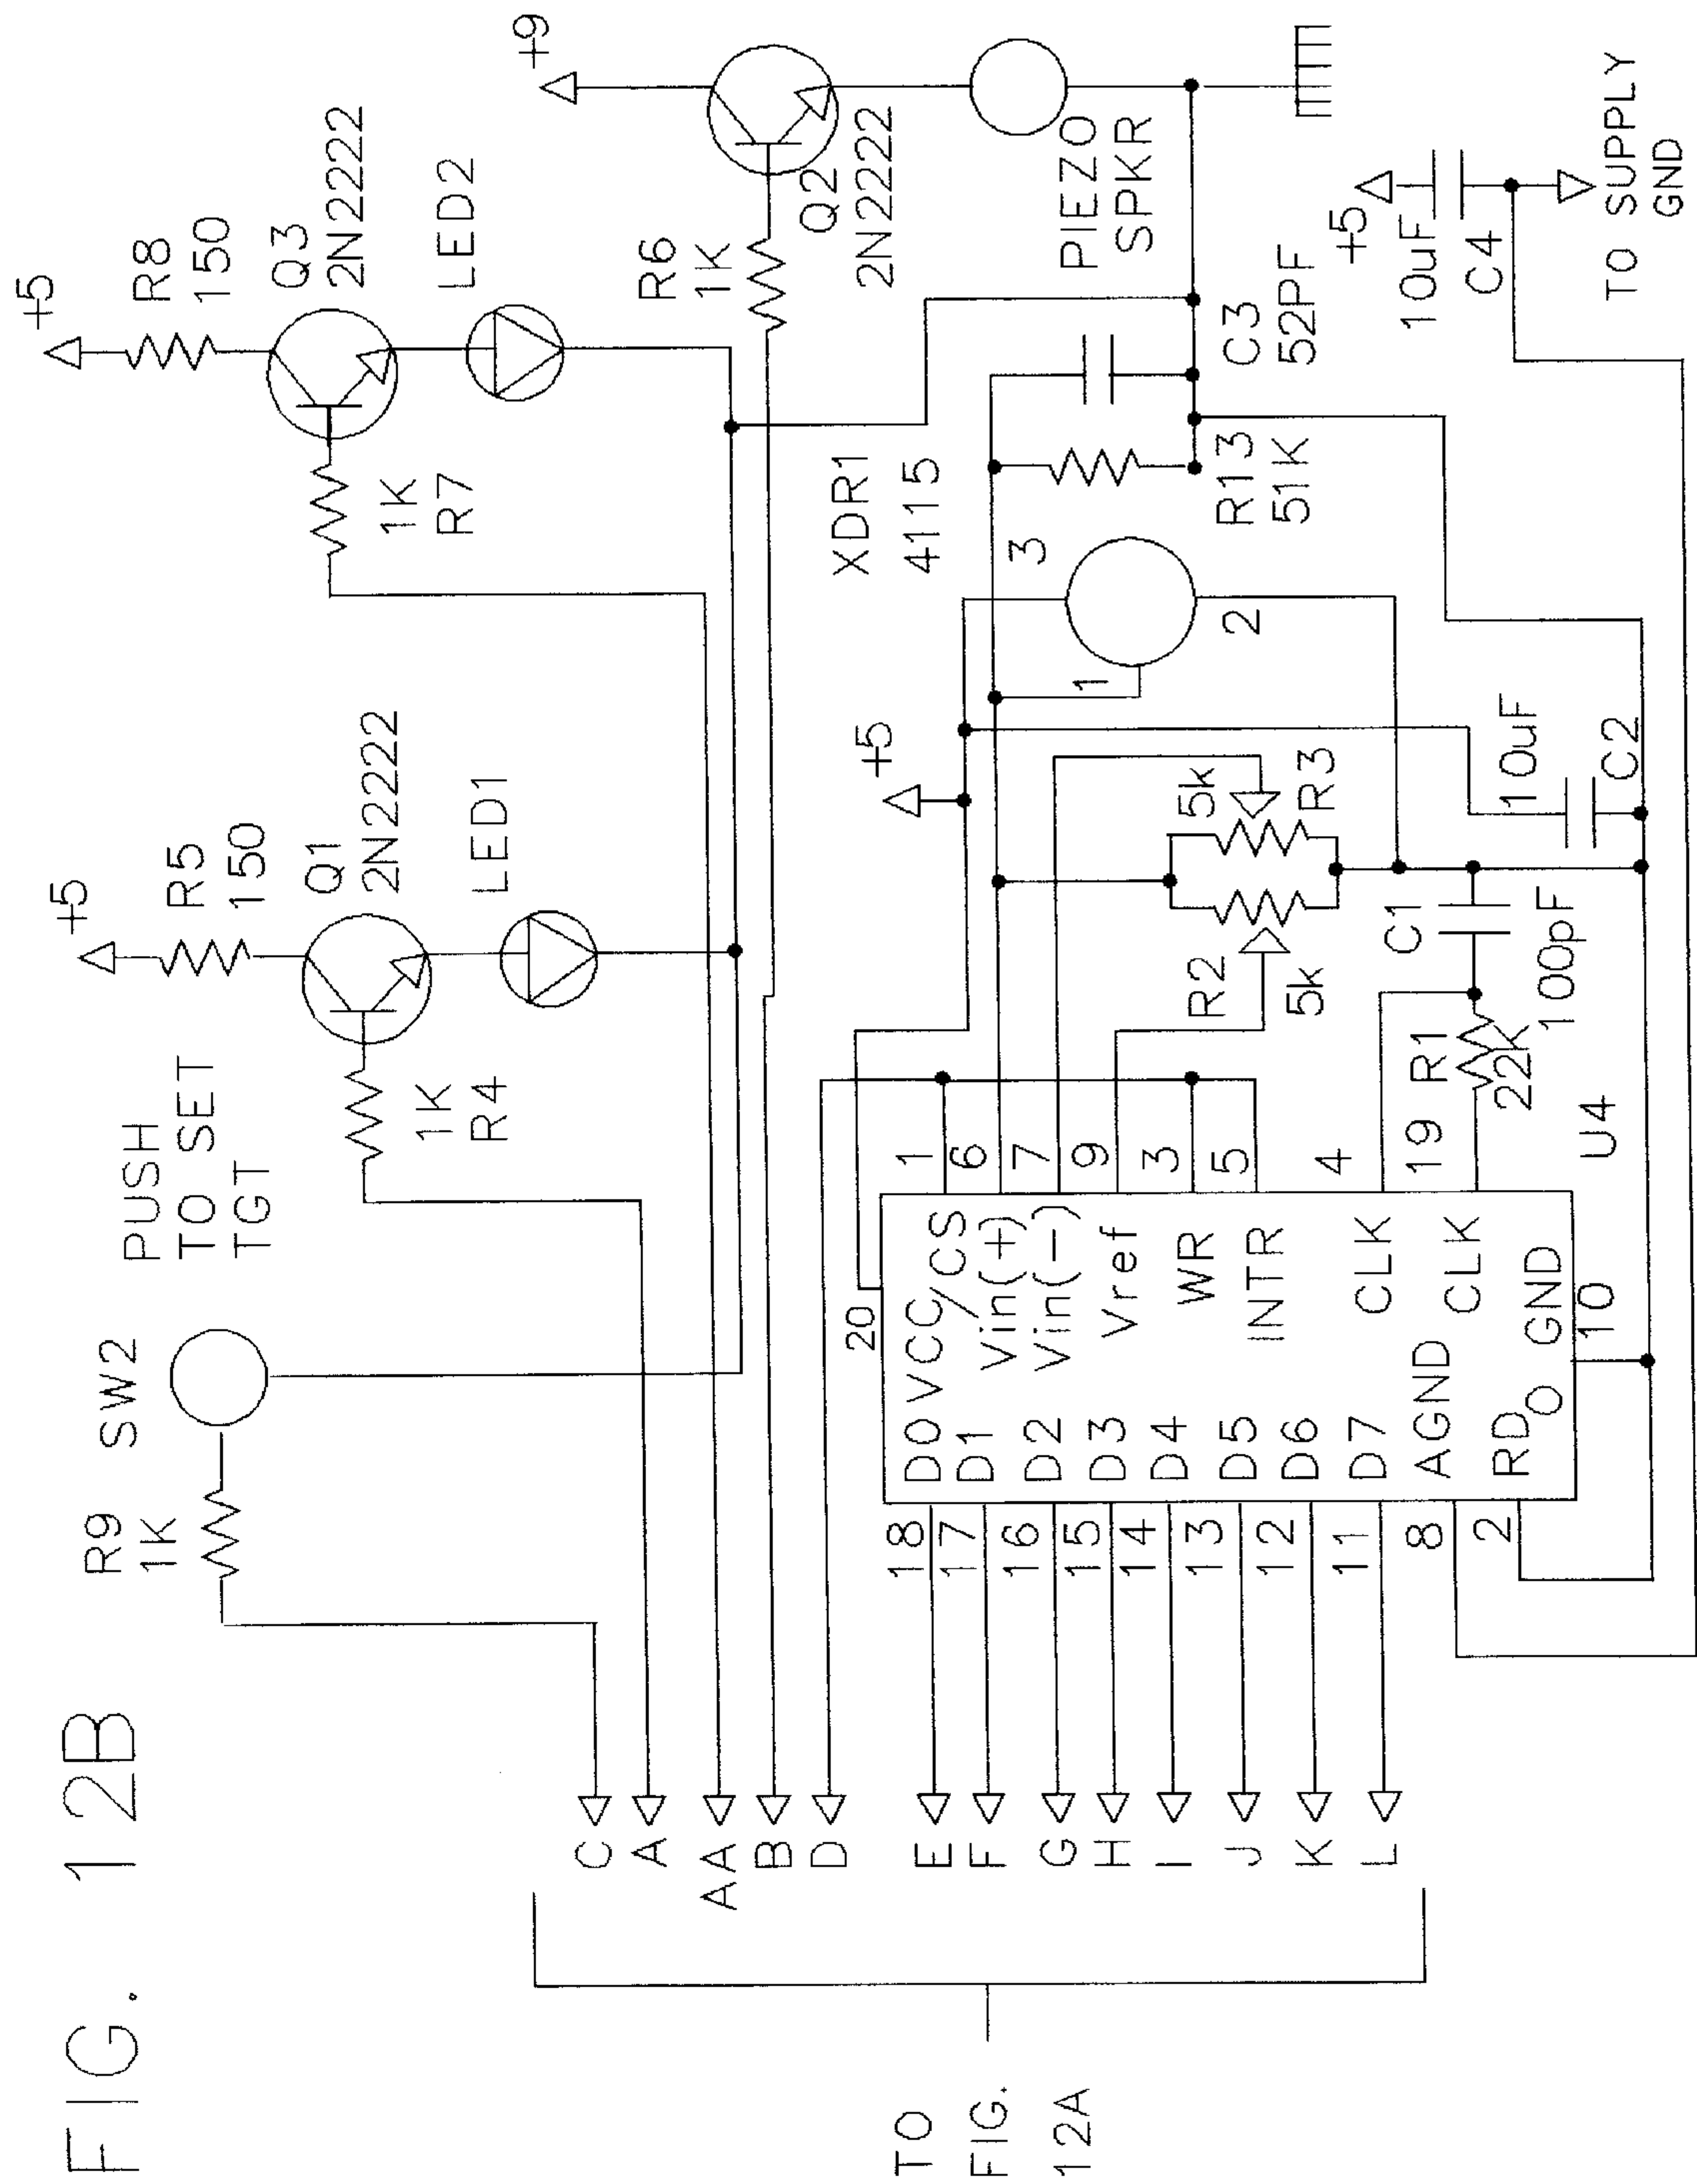 FIG. 12B
+5
R8
150
Q3
2N2222
LED2
1K
R7
+5
R5
150
Q1
2N2222
LED1
1K
R4
PUSH
TO SET
TGT
SW2
R9
1K
+9
Q2
2N2222
R6
1K
PIEZO
SPKR
C
A
AA
B
D
E
F
G
H
I
J
K
L
TO
FIG.
12A
XDR1
4115
3
1
2
C3
52PF
R13
51K
+5
10uF
C4
TO SUPPLY
GND
+5
5k
R3
R2
5k
10uF
C2
C1
100pF
R1
22K
U4
20
1
6
7
9
3
5
4
19
VCC
/CS
Vin(+)
Vin(-)
Vref
WR
INTR
CLK
CLK
GND
10
D0
D1
D2
D3
D4
D5
D6
D7
AGND
RD
O
18
17
16
15
14
13
12
11
8
2